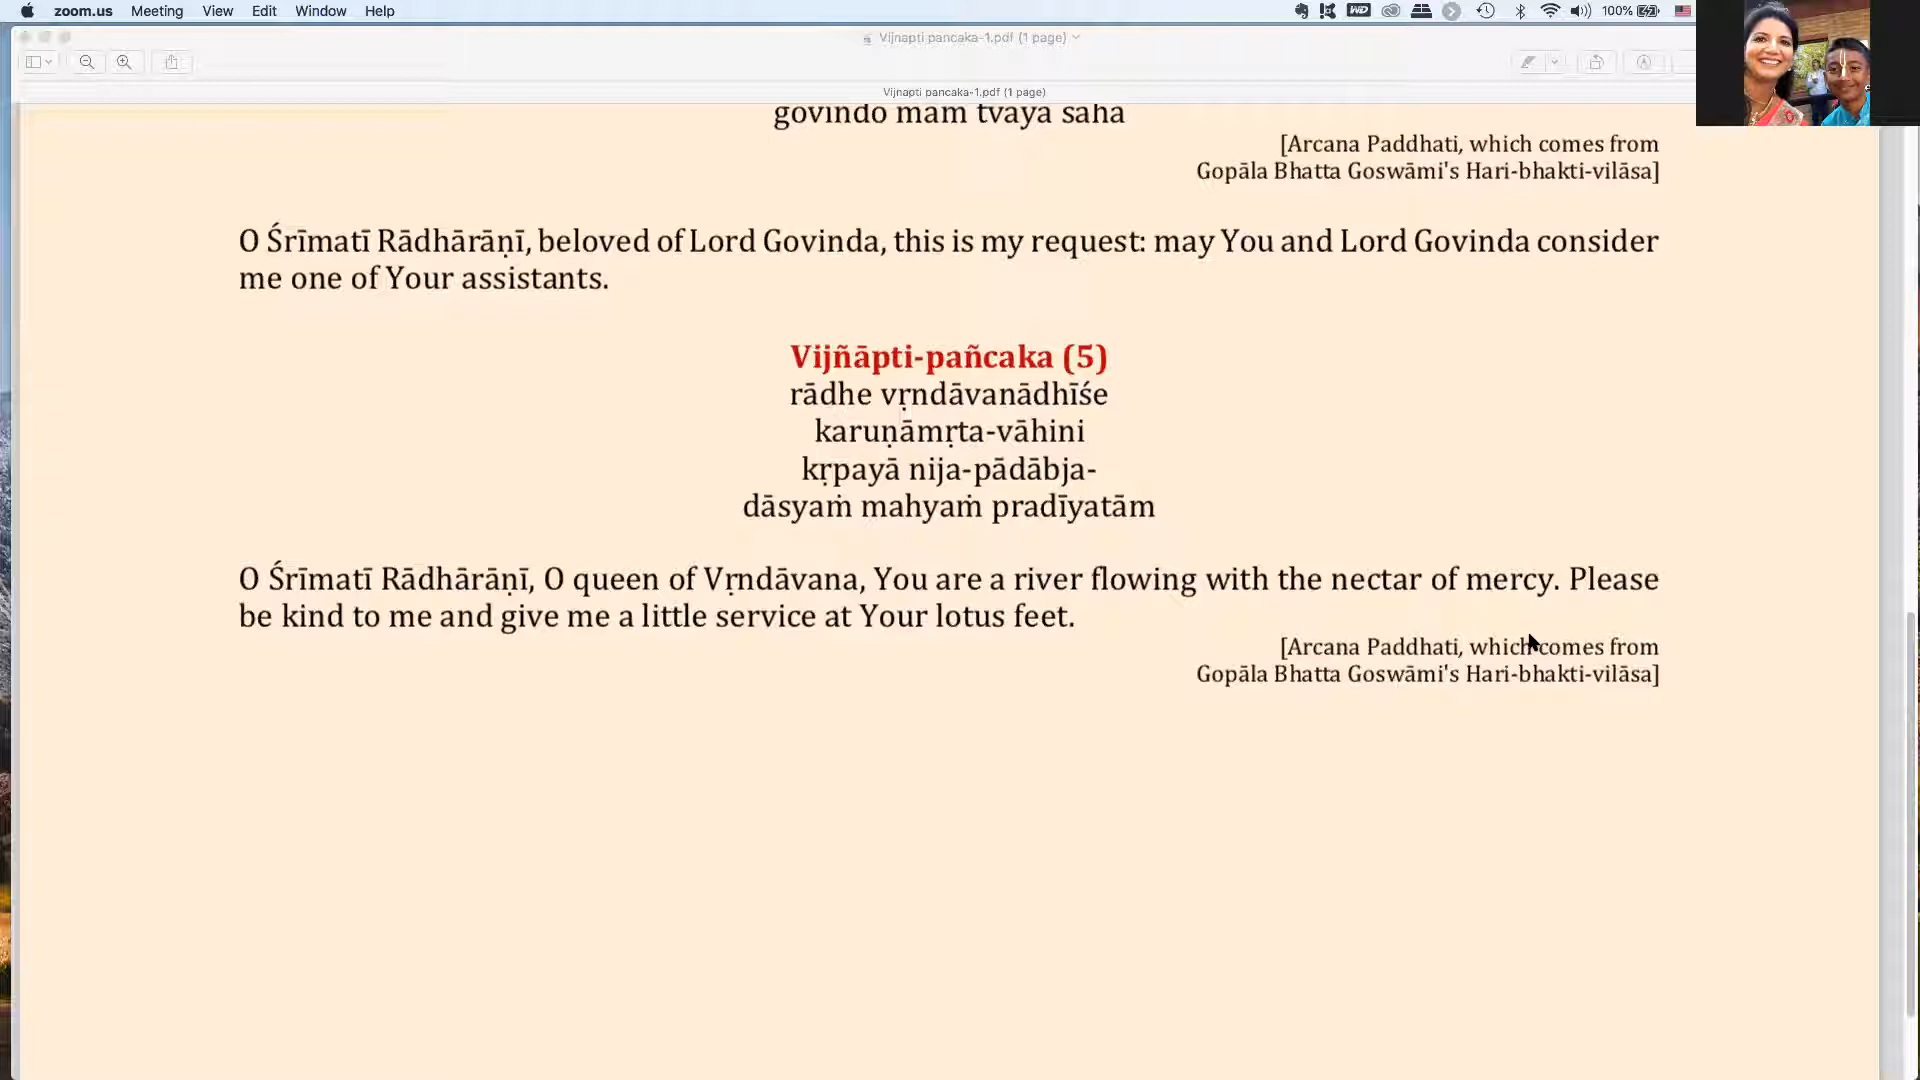 zoom.us Meeting View Edit Window Help
WD 100%
Vijnapti pancaka-1.pdf (1 page)
Vijnapti pancaka-1.pdf (1 page)
govindo mam tvaya saha
[Arcana Paddhati, which comes from
Gopāla Bhatta Goswāmi's Hari-bhakti-vilāsa]
O Śrīmatī Rādhārāṇī, beloved of Lord Govinda, this is my request: may You and Lord Govinda consider
me one of Your assistants.
Vijñāpti-pañcaka (5)
rādhe vṛndāvanādhīśe
karuṇāmṛta-vāhini
kṛpayā nija-pādābja-
dāsyaṁ mahyaṁ pradīyatām
O Śrīmatī Rādhārāṇī, O queen of Vṛndāvana, You are a river flowing with the nectar of mercy. Please
be kind to me and give me a little service at Your lotus feet.
[Arcana Paddhati, which comes from
Gopāla Bhatta Goswāmi's Hari-bhakti-vilāsa]